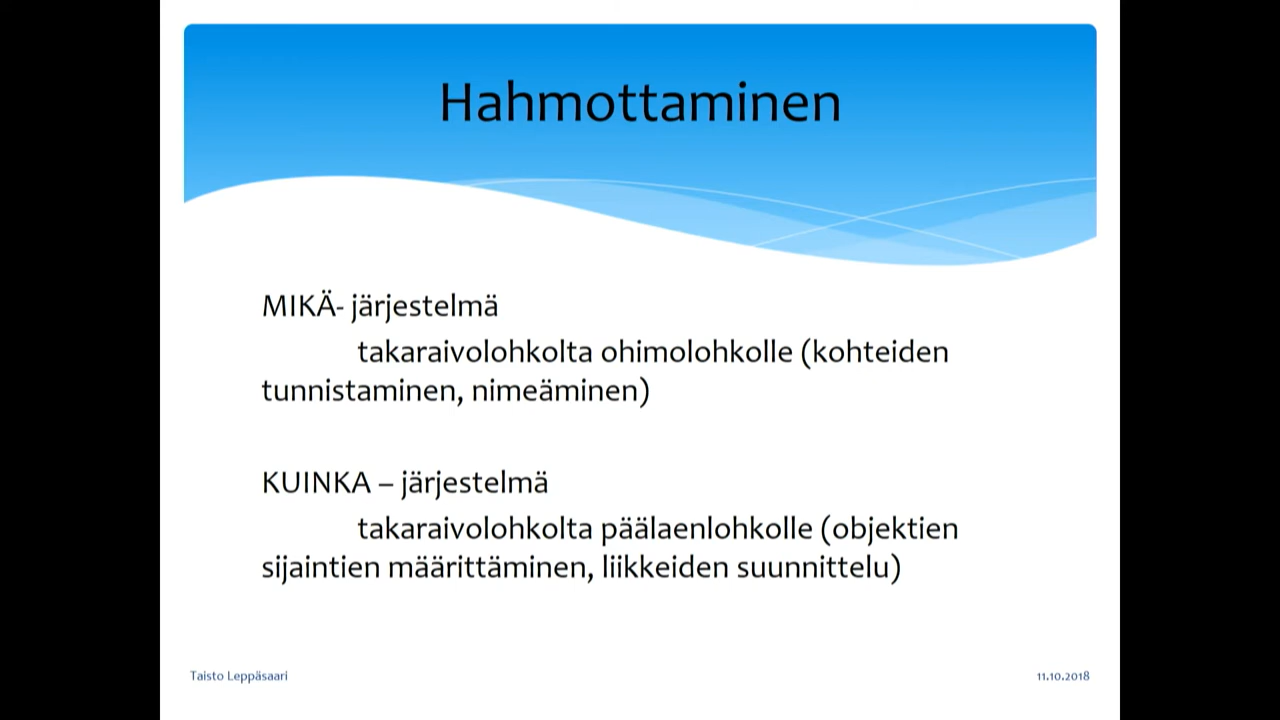 Hahmottaminen
MIKÄ- järjestelmä
takaraivolohkolta ohimolohkolle (kohteiden
tunnistaminen, nimeäminen)
KUINKA – järjestelmä
takaraivolohkolta päälaenlohkolle (objektien
sijaintien määrittäminen, liikkeiden suunnittelu)
Taisto Leppäsaari
11.10.2018